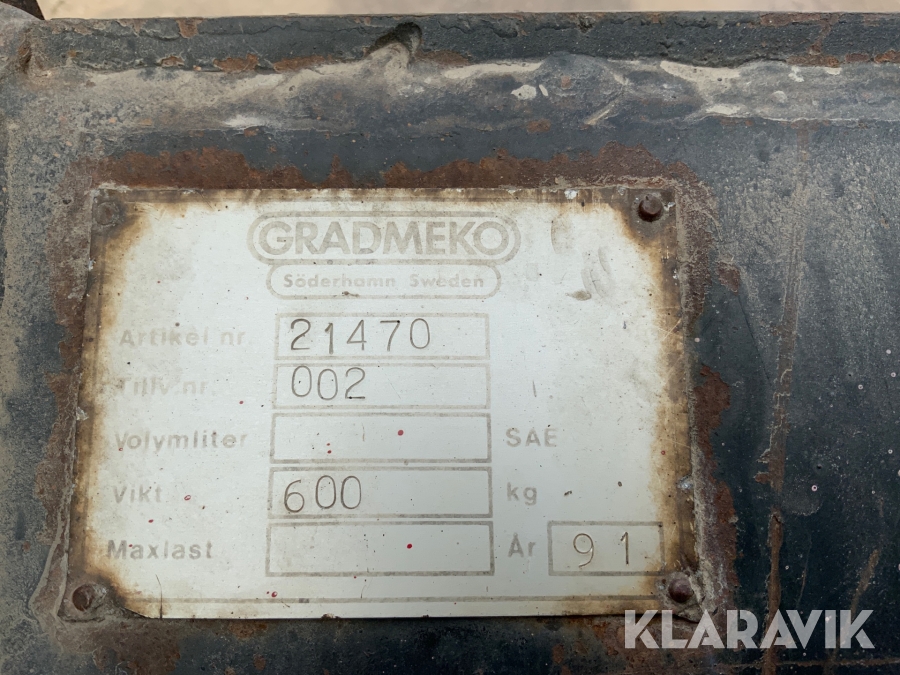 GRADMEKO
Söderhamn Sweden
Artikel nr 21470
Tillv.nr. 002
Volymliter SAE
Vikt 600 kg
Maxlast År 91
KLARAVIK